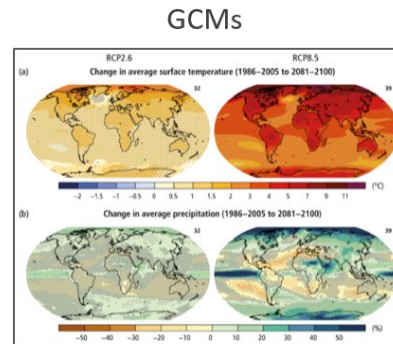 GCMs
RCP2.6 RCP8.5
(a) Change in average surface temperature (1986–2005 to 2081–2100)
32 39
−2 −1.5 −1 −0.5 0 0.5 1 1.5 2 3 4 5 7 9 11 (°C)
(b) Change in average precipitation (1986–2005 to 2081–2100)
32 39
−50 −40 −30 −20 −10 0 10 20 30 40 50 (%)